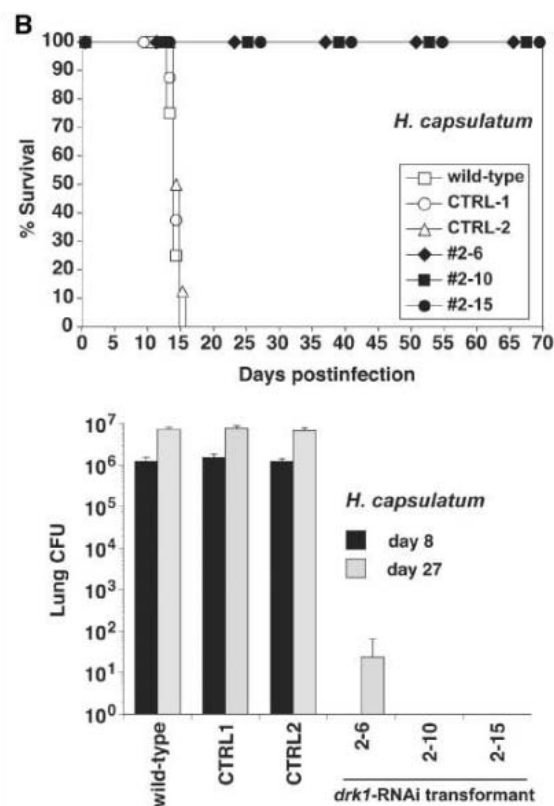 B
100
90
80
70
60
50
40
30
20
10
0
% Survival
H. capsulatum
wild-type
CTRL-1
CTRL-2
#2-6
#2-10
#2-15
0 5 10 15 20 25 30 35 40 45 50 55 60 65 70
Days postinfection
10⁷
10⁶
10⁵
10⁴
10³
10²
10¹
10⁰
Lung CFU
H. capsulatum
day 8
day 27
wild-type
CTRL1
CTRL2
2-6
2-10
2-15
drk1-RNAi transformant